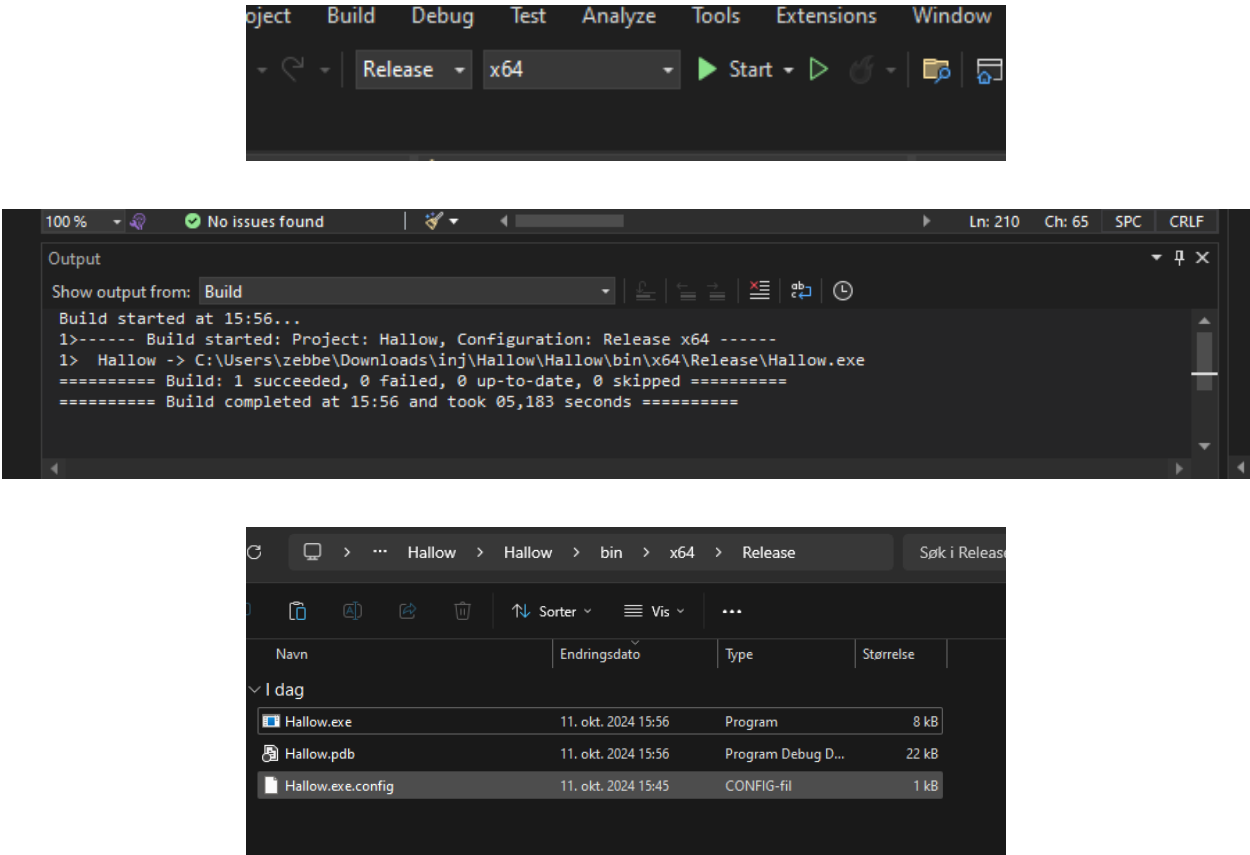 oject Build Debug Test Analyze Tools Extensions Window
Release x64 Start
100 % No issues found Ln: 210 Ch: 65 SPC CRLF
Output
Show output from: Build
Build started at 15:56...
1>------ Build started: Project: Hallow, Configuration: Release x64 ------
1>  Hallow -> C:\Users\zebbe\Downloads\inj\Hallow\Hallow\bin\x64\Release\Hallow.exe
========== Build: 1 succeeded, 0 failed, 0 up-to-date, 0 skipped ==========
========== Build completed at 15:56 and took 05,183 seconds ==========
Hallow > Hallow > bin > x64 > Release Søk i Releas
Sorter Vis
Navn Endringsdato Type Størrelse
I dag
Hallow.exe 11. okt. 2024 15:56 Program 8 kB
Hallow.pdb 11. okt. 2024 15:56 Program Debug D... 22 kB
Hallow.exe.config 11. okt. 2024 15:45 CONFIG-fil 1 kB